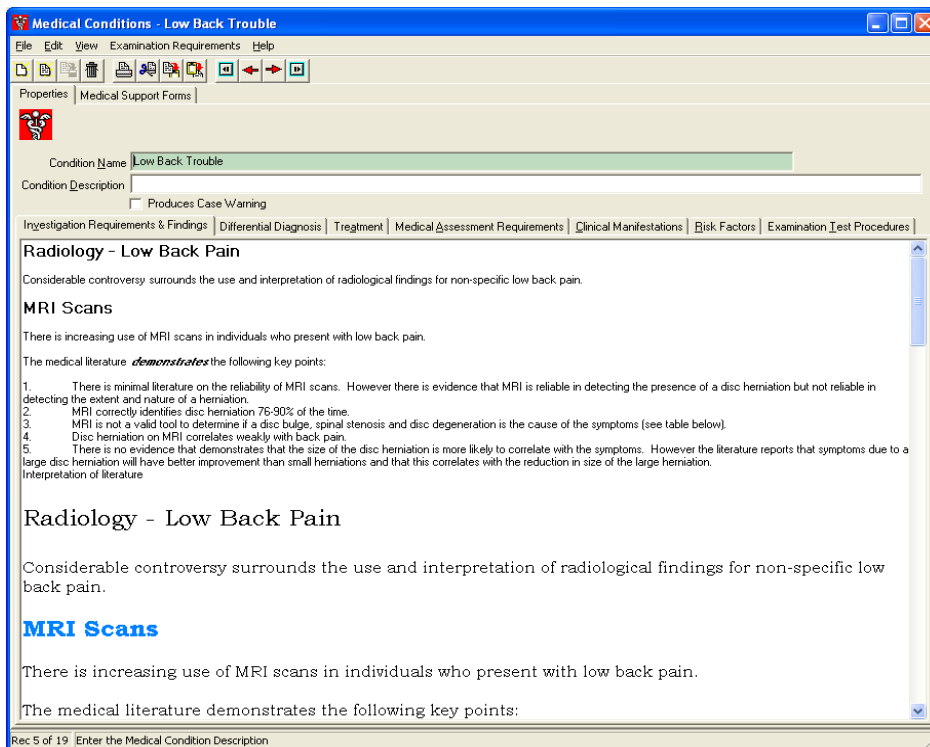 Medical Conditions - Low Back Trouble
File Edit View Examination Requirements Help
Properties Medical Support Forms
Condition Name Low Back Trouble
Condition Description
Produces Case Warning
Investigation Requirements & Findings Differential Diagnosis Treatment Medical Assessment Requirements Clinical Manifestations Risk Factors Examination Test Procedures
Radiology - Low Back Pain
Considerable controversy surrounds the use and interpretation of radiological findings for non-specific low back pain.
MRI Scans
There is increasing use of MRI scans in individuals who present with low back pain.
The medical literature demonstrates the following key points:
1. There is minimal literature on the reliability of MRI scans. However there is evidence that MRI is reliable in detecting the presence of a disc herniation but not reliable in
detecting the extent and nature of a herniation.
2. MRI correctly identifies disc herniation 76-90% of the time.
3. MRI is not a valid tool to determine if a disc bulge, spinal stenosis and disc degeneration is the cause of the symptoms (see table below).
4. Disc herniation on MRI correlates weakly with back pain.
5. There is no evidence that demonstrates that the size of the disc herniation is more likely to correlate with the symptoms. However the literature reports that symptoms due to a
large disc herniation will have better improvement than small herniations and that this correlates with the reduction in size of the large herniation.
Interpretation of literature
Radiology - Low Back Pain
Considerable controversy surrounds the use and interpretation of radiological findings for non-specific low
back pain.
MRI Scans
There is increasing use of MRI scans in individuals who present with low back pain.
The medical literature demonstrates the following key points:
Rec 5 of 19 Enter the Medical Condition Description